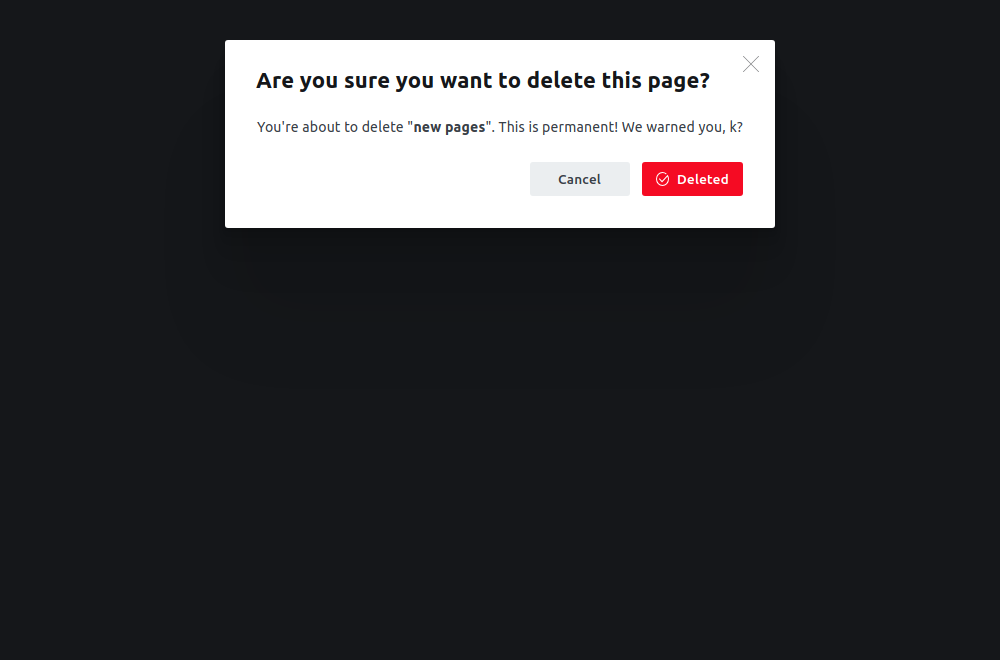 Are you sure you want to delete this page?
You're about to delete "new pages". This is permanent! We warned you, k?
Cancel
Deleted